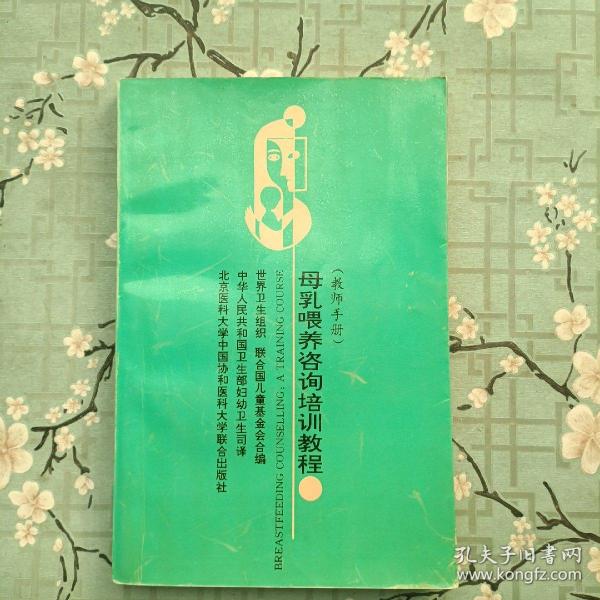 （教师手册）
母乳喂养咨询培训教程
BREASTFEEDING COUNSELLING: A TRAINING COURSE
世界卫生组织 联合国儿童基金会合编
中华人民共和国卫生部妇幼卫生司译
北京医科大学中国协和医科大学联合出版社
孔夫子旧书网
www.kongfz.com